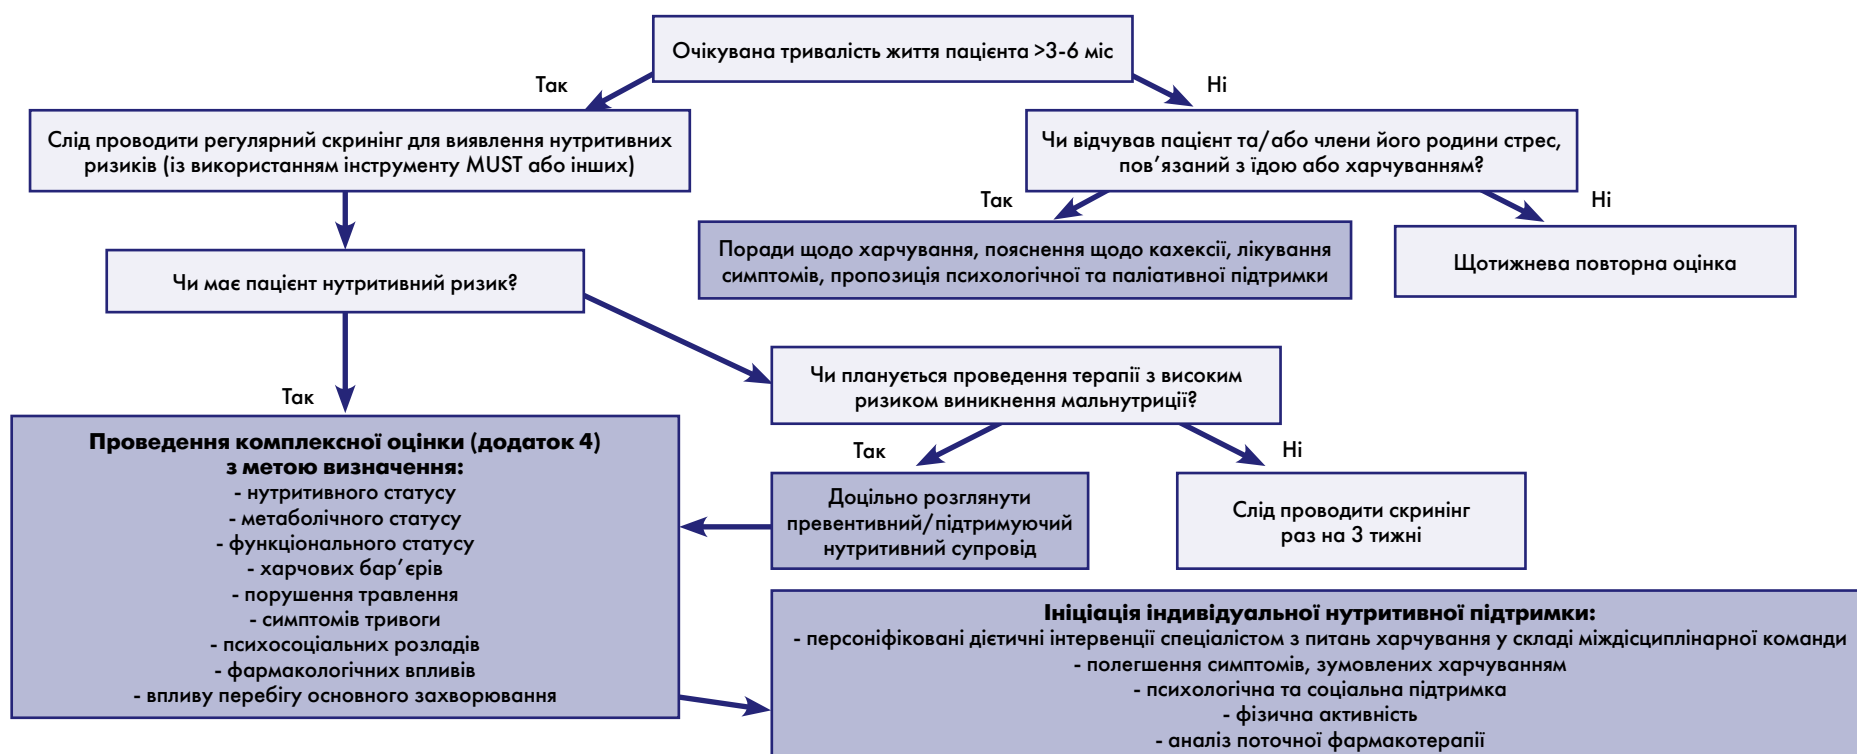 Очікувана тривалість життя пацієнта >3-6 міс
Так
Ні
Слід проводити регулярний скринінг для виявлення нутритивних
ризиків (із використанням інструменту MUST або інших)
Чи відчував пацієнт та/або члени його родини стрес,
пов’язаний з їдою або харчуванням?
Так
Ні
Поради щодо харчування, пояснення щодо кахексії, лікування
симптомів, пропозиція психологічної та паліативної підтримки
Щотижнева повторна оцінка
Чи має пацієнт нутритивний ризик?
Чи планується проведення терапії з високим
ризиком виникнення мальнутриції?
Так
Так
Ні
Проведення комплексної оцінки (додаток 4)
з метою визначення:
- нутритивного статусу
- метаболічного статусу
- функціонального статусу
- харчових бар’єрів
- порушення травлення
- симптомів тривоги
- психосоціальних розладів
- фармакологічних впливів
- впливу перебігу основного захворювання
Доцільно розглянути
превентивний/підтримуючий
нутритивний супровід
Слід проводити скринінг
раз на 3 тижні
Ініціація індивідуальної нутритивної підтримки:
- персоніфіковані дієтичні інтервенції спеціалістом з питань харчування у складі міждісциплінарної команди
- полегшення симптомів, зумовлених харчуванням
- психологічна та соціальна підтримка
- фізична активність
- аналіз поточної фармакотерапії